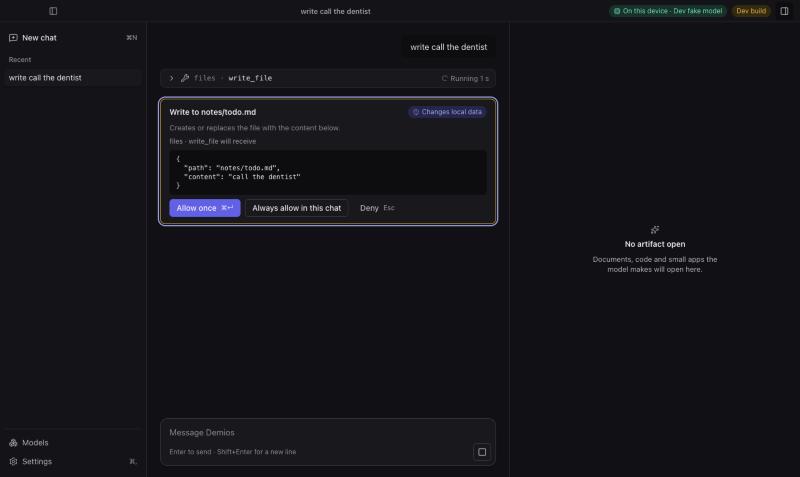 write call the dentist
On this device · Dev fake model
Dev build
New chat
⌘N
Recent
write call the dentist
Models
Settings
⌘,
write call the dentist
files · write_file
Running 1 s
Write to notes/todo.md
Changes local data
Creates or replaces the file with the content below.
files · write_file will receive
{
"path": "notes/todo.md",
"content": "call the dentist"
}
Allow once ⌘↵
Always allow in this chat
Deny Esc
Message Demios
Enter to send · Shift+Enter for a new line
No artifact open
Documents, code and small apps the
model makes will open here.